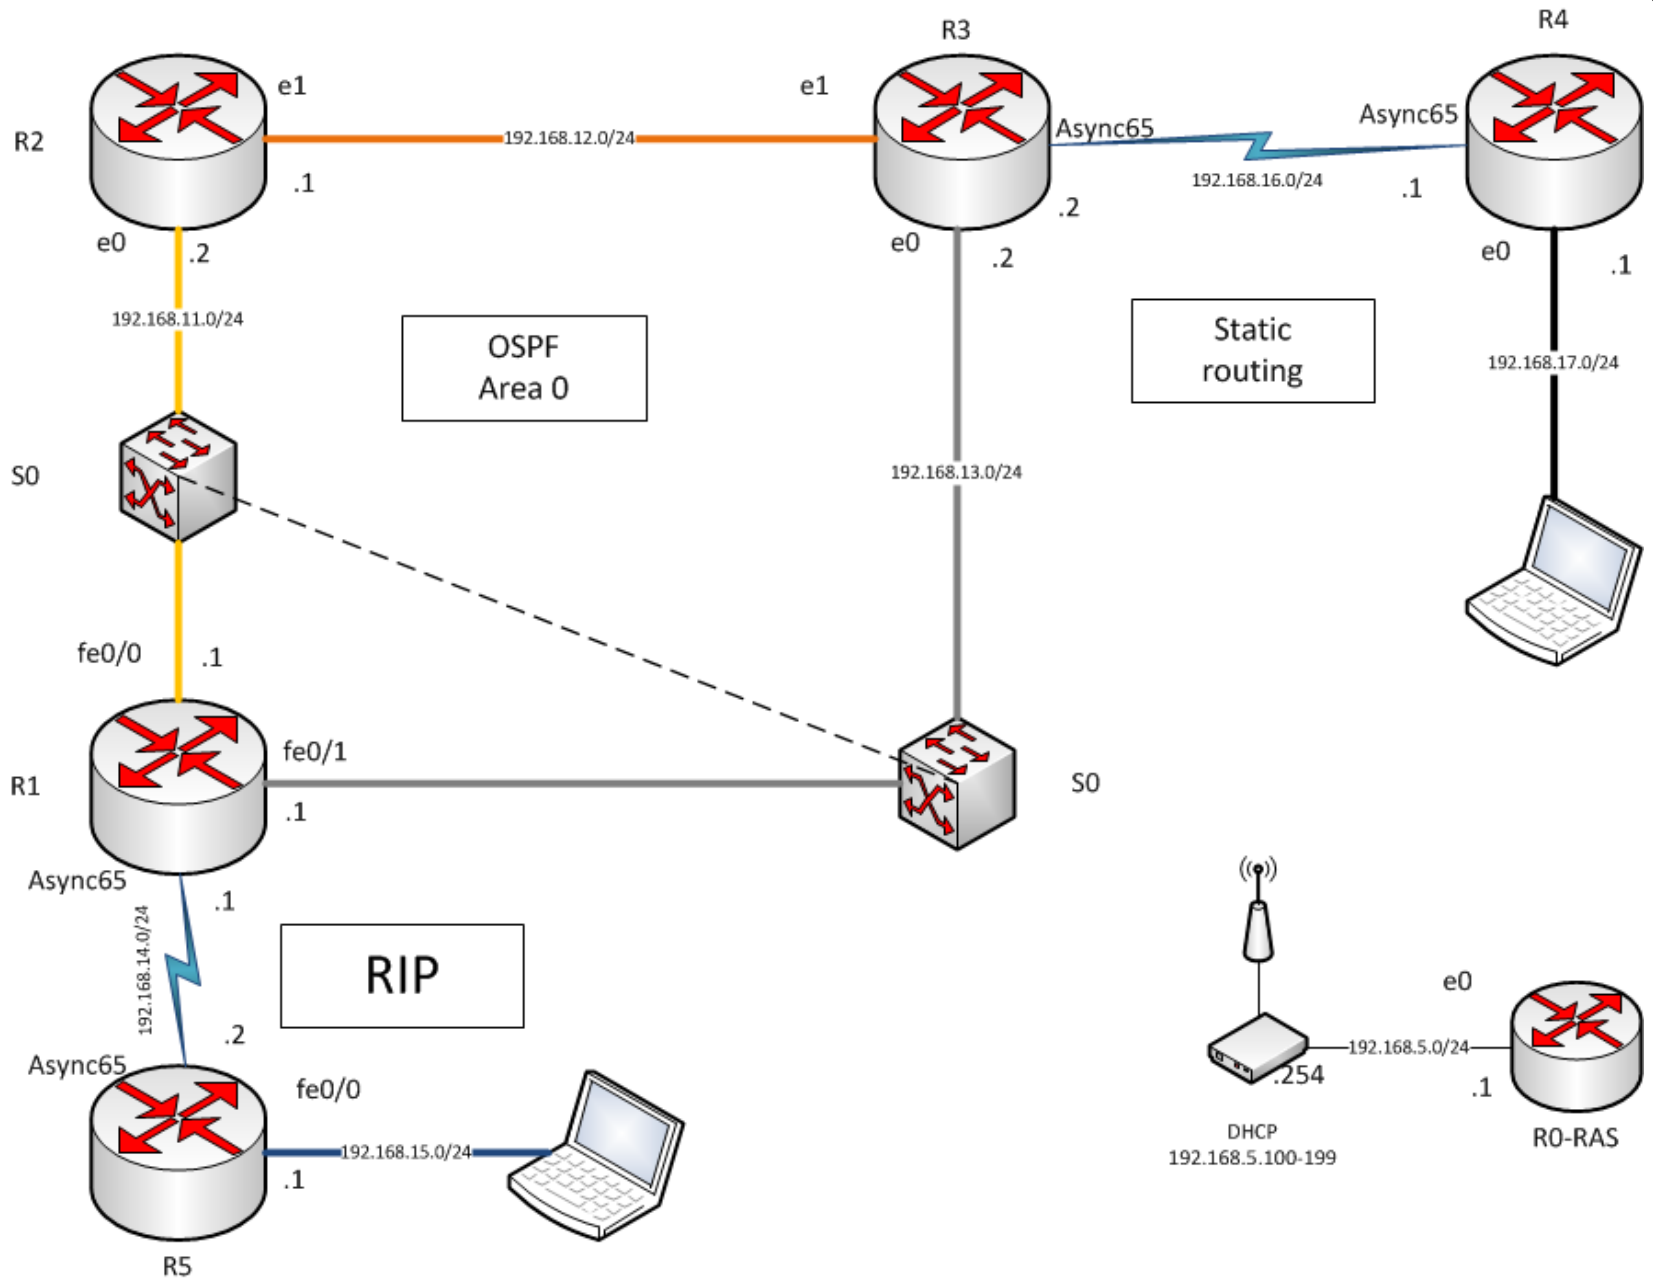 R3
R4
e1
e1
Async65
Async65
R2
192.168.12.0/24
192.168.16.0/24
.1
.2
.1
e0
.2
e0
.2
e0
.1
192.168.11.0/24
OSPF
Area 0
Static
routing
192.168.17.0/24
S0
192.168.13.0/24
fe0/0
.1
fe0/1
R1
.1
S0
Async65
.1
192.168.14.0/24
RIP
.2
Async65
fe0/0
192.168.15.0/24
.1
R5
e0
192.168.5.0/24
.254
.1
DHCP
192.168.5.100-199
R0-RAS